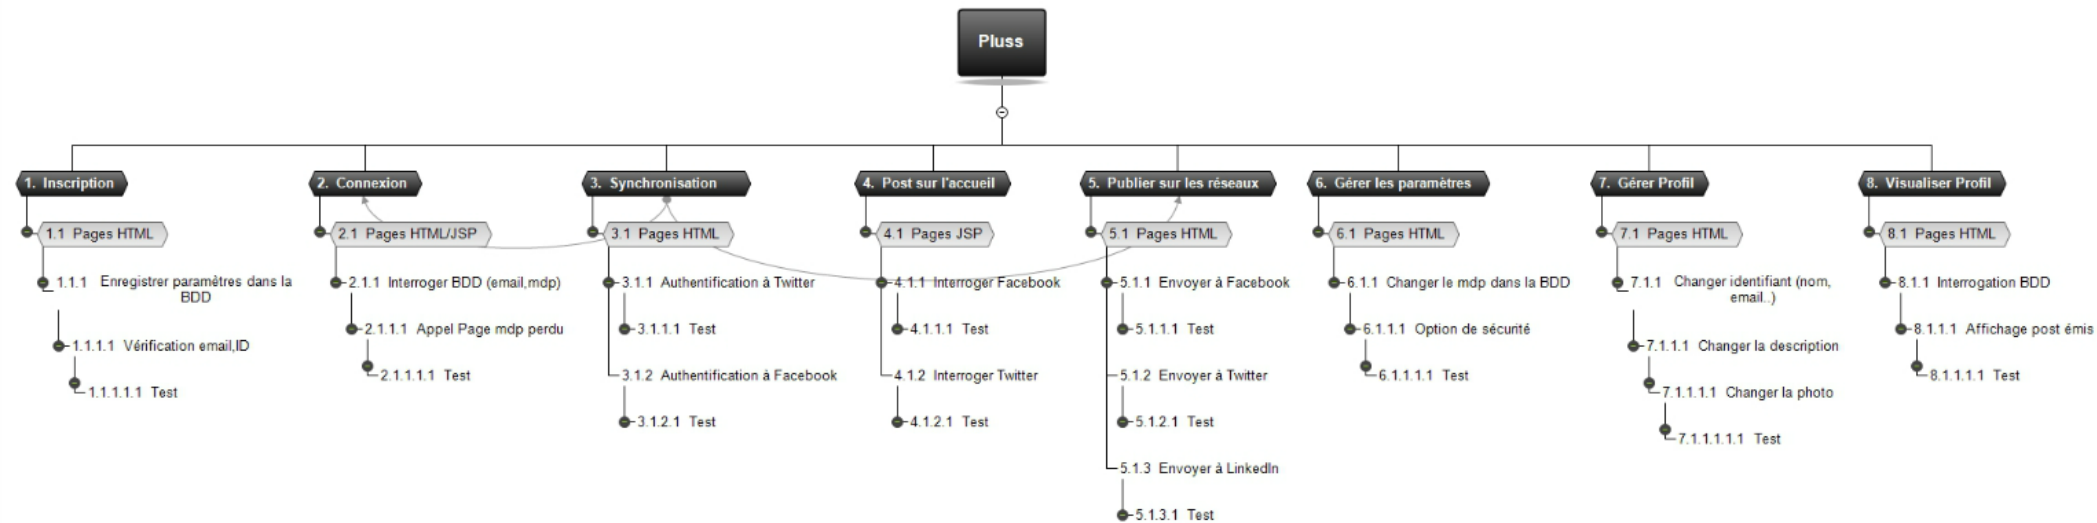 Pluss
1. Inscription
1.1 Pages HTML
1.1.1 Enregistrer paramètres dans la
BDD
1.1.1.1 Vérification email,ID
1.1.1.1.1 Test
2. Connexion
2.1 Pages HTML/JSP
2.1.1 Interroger BDD (email,mdp)
2.1.1.1 Appel Page mdp perdu
2.1.1.1.1 Test
3. Synchronisation
3.1 Pages HTML
3.1.1 Authentification à Twitter
3.1.1.1 Test
3.1.2 Authentification à Facebook
3.1.2.1 Test
4. Post sur l'accueil
4.1 Pages JSP
4.1.1 Interroger Facebook
4.1.1.1 Test
4.1.2 Interroger Twitter
4.1.2.1 Test
5. Publier sur les réseaux
5.1 Pages HTML
5.1.1 Envoyer à Facebook
5.1.1.1 Test
5.1.2 Envoyer à Twitter
5.1.2.1 Test
5.1.3 Envoyer à LinkedIn
5.1.3.1 Test
6. Gérer les paramètres
6.1 Pages HTML
6.1.1 Changer le mdp dans la BDD
6.1.1.1 Option de sécurité
6.1.1.1.1 Test
7. Gérer Profil
7.1 Pages HTML
7.1.1 Changer identifiant (nom,
email..)
7.1.1.1 Changer la description
7.1.1.1.1 Changer la photo
7.1.1.1.1.1 Test
8. Visualiser Profil
8.1 Pages HTML
8.1.1 Interrogation BDD
8.1.1.1 Affichage post émis
8.1.1.1.1 Test